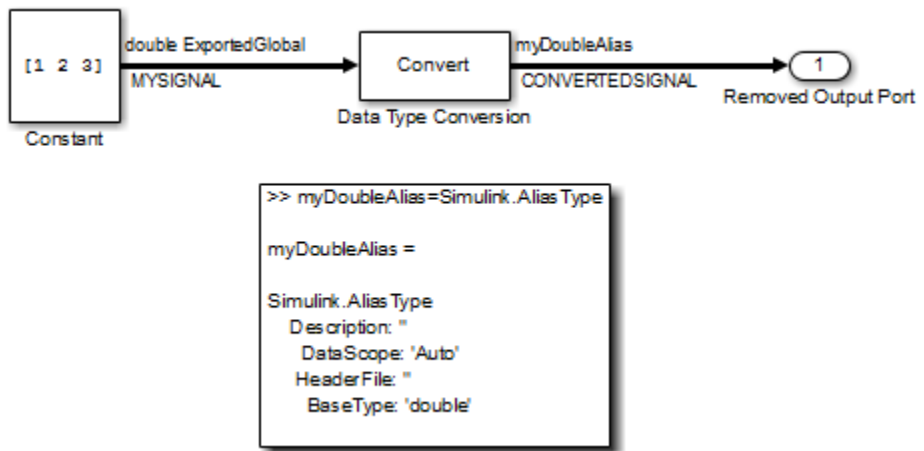 [1 2 3]
Constant
double ExportedGlobal
MYSIGNAL
Convert
Data Type Conversion
myDoubleAlias
CONVERTEDSIGNAL
1
Removed Output Port
>> myDoubleAlias=Simulink.AliasType
myDoubleAlias =
Simulink.AliasType
Description: ''
DataScope: 'Auto'
HeaderFile: ''
BaseType: 'double'